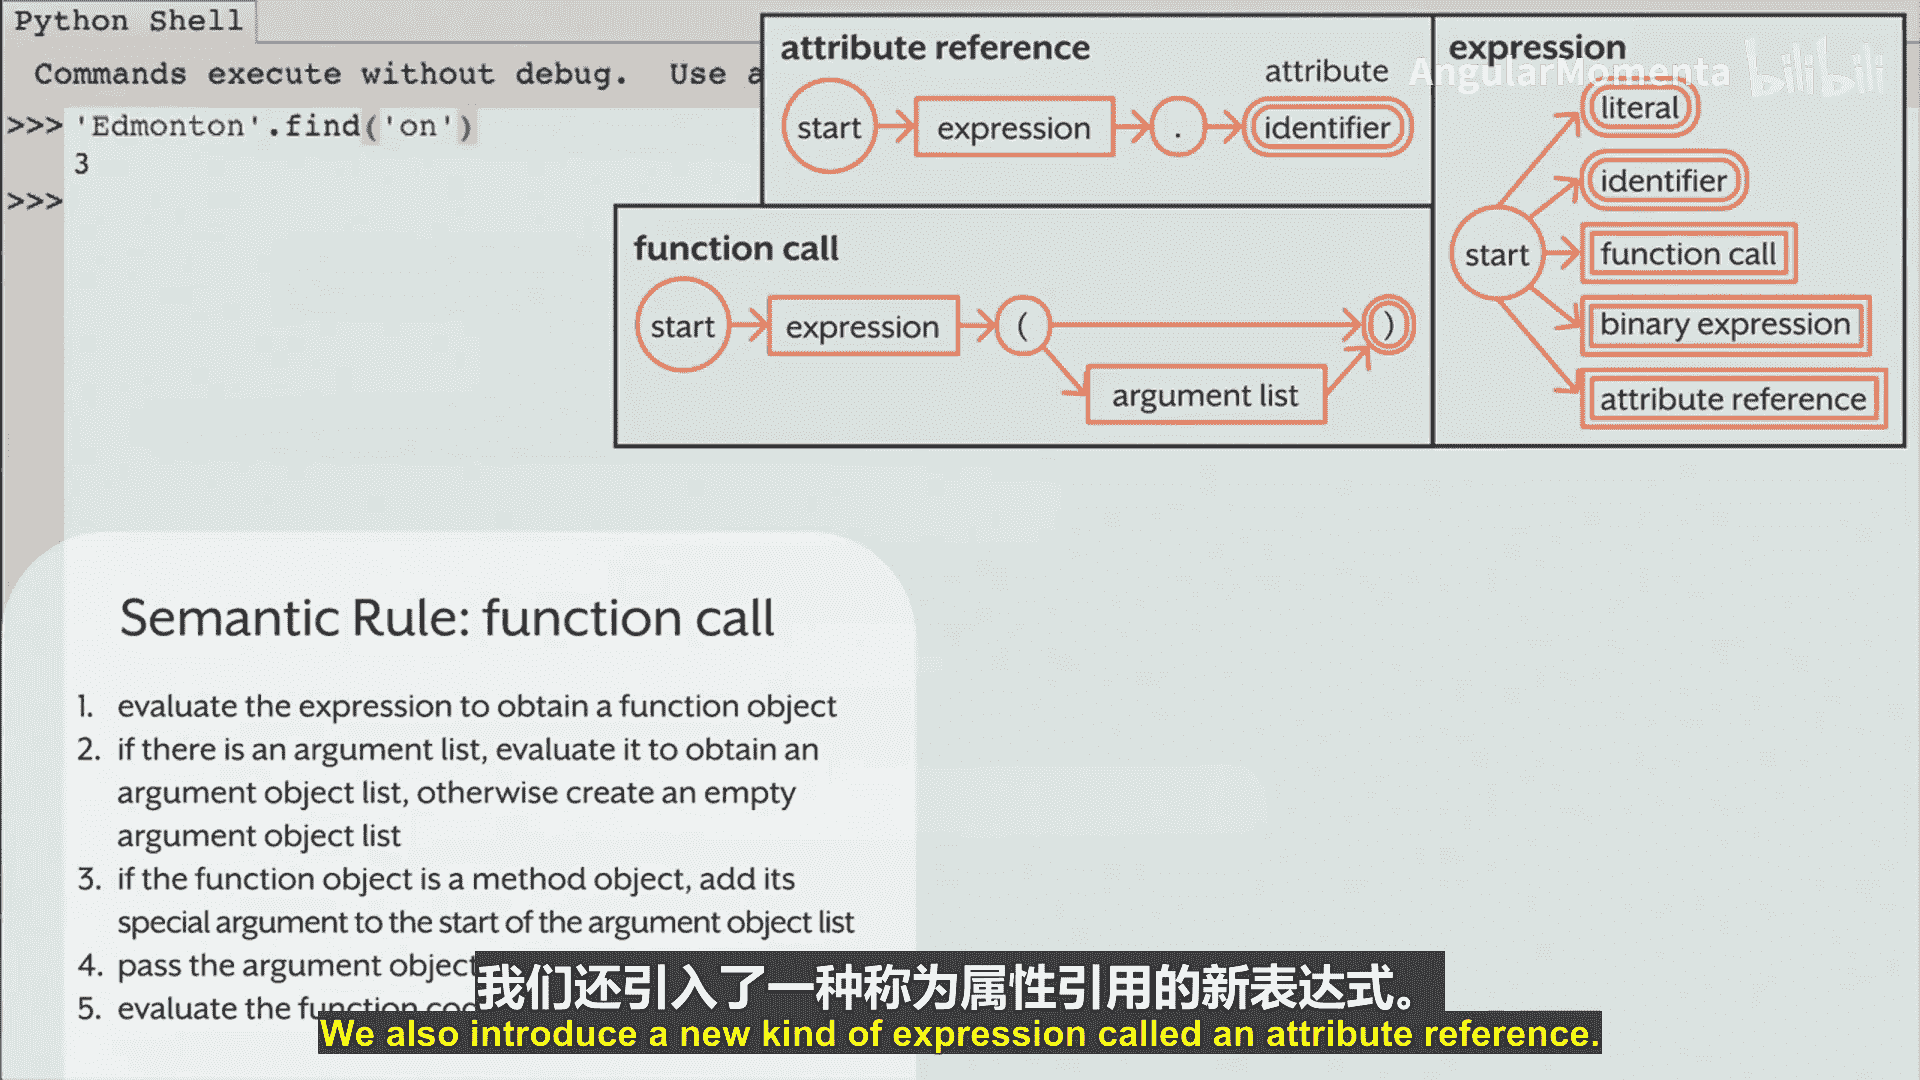 Python Shell
Commands execute without debug. Use a
>>> 'Edmonton'.find('on')
3
>>>
attribute reference
attribute
start
expression
.
identifier
function call
start
expression
(
)
argument list
expression
AngularMomenta bilibili
literal
identifier
start
function call
binary expression
attribute reference
Semantic Rule: function call
1. evaluate the expression to obtain a function object
2. if there is an argument list, evaluate it to obtain an
argument object list, otherwise create an empty
argument object list
3. if the function object is a method object, add its
special argument to the start of the argument object list
4. pass the argument object
5. evaluate the function
我们还引入了一种称为属性引用的新表达式。
We also introduce a new kind of expression called an attribute reference.